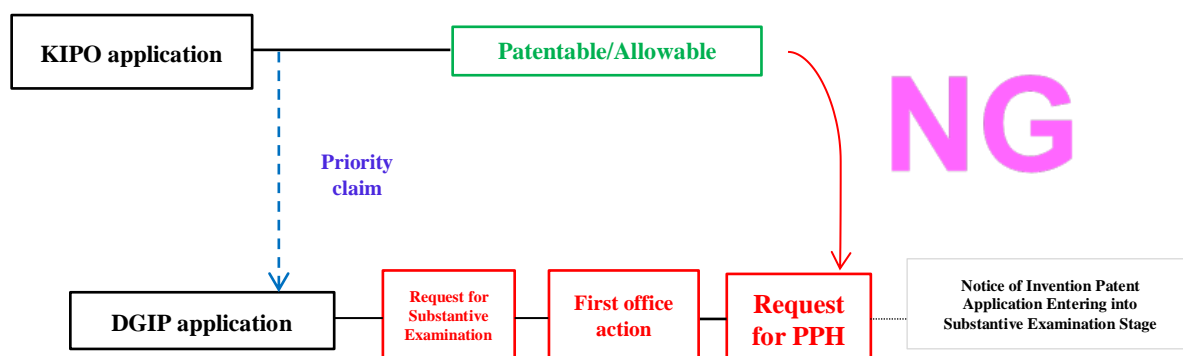 KIPO application
Patentable/Allowable
NG
Priority
claim
DGIP application
Request for
Substantive
Examination
First office
action
Request
for PPH
Notice of Invention Patent
Application Entering into
Substantive Examination Stage